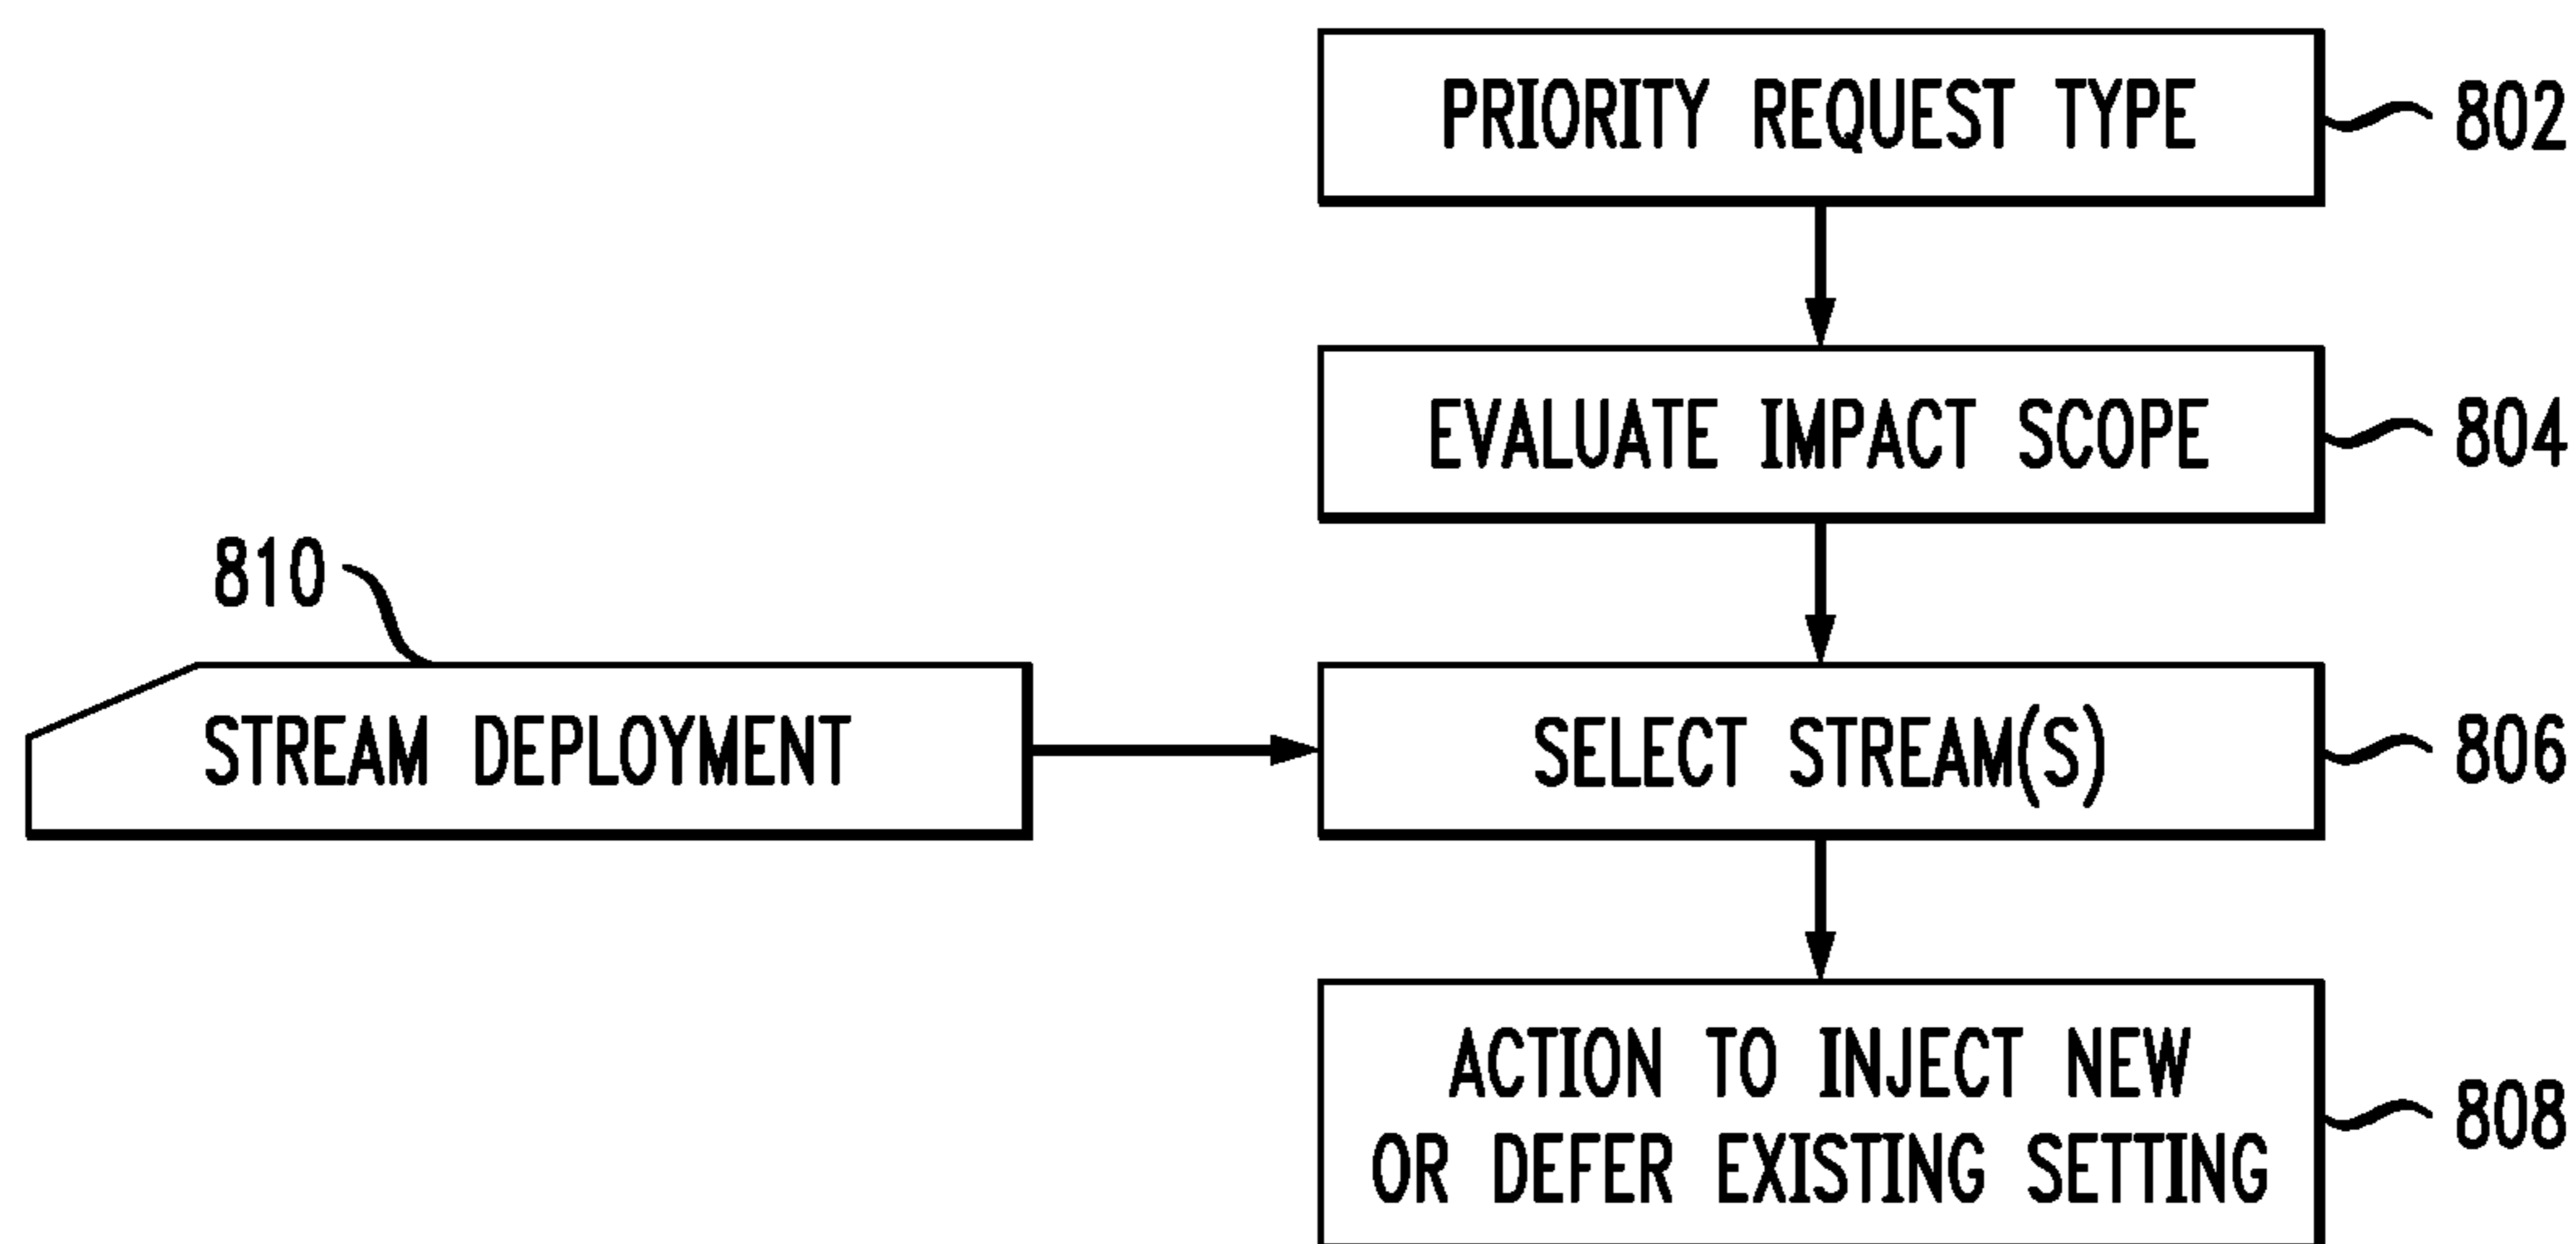 PRIORITY REQUEST TYPE
802
EVALUATE IMPACT SCOPE
804
810
STREAM DEPLOYMENT
SELECT STREAM(S)
806
ACTION TO INJECT NEW
OR DEFER EXISTING SETTING
808